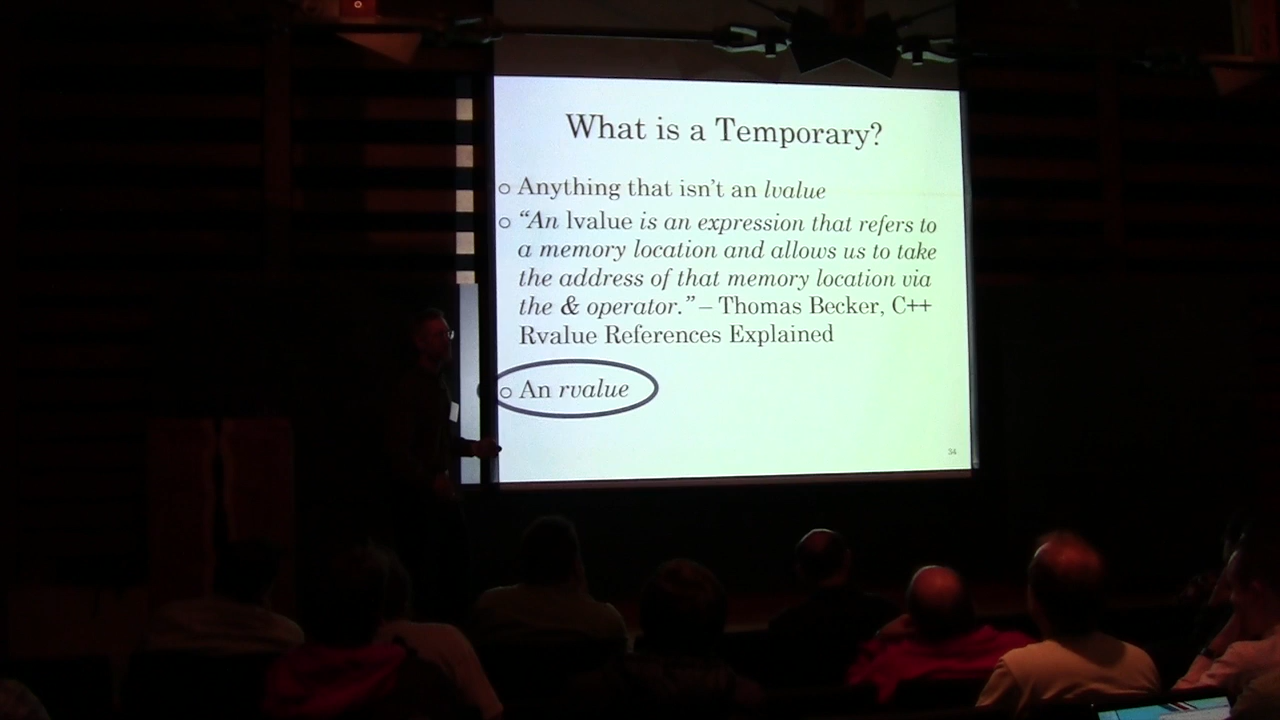 What is a Temporary?
○ Anything that isn't an lvalue
○ “An lvalue is an expression that refers to
a memory location and allows us to take
the address of that memory location via
the & operator.” – Thomas Becker, C++
Rvalue References Explained
○ An rvalue
34